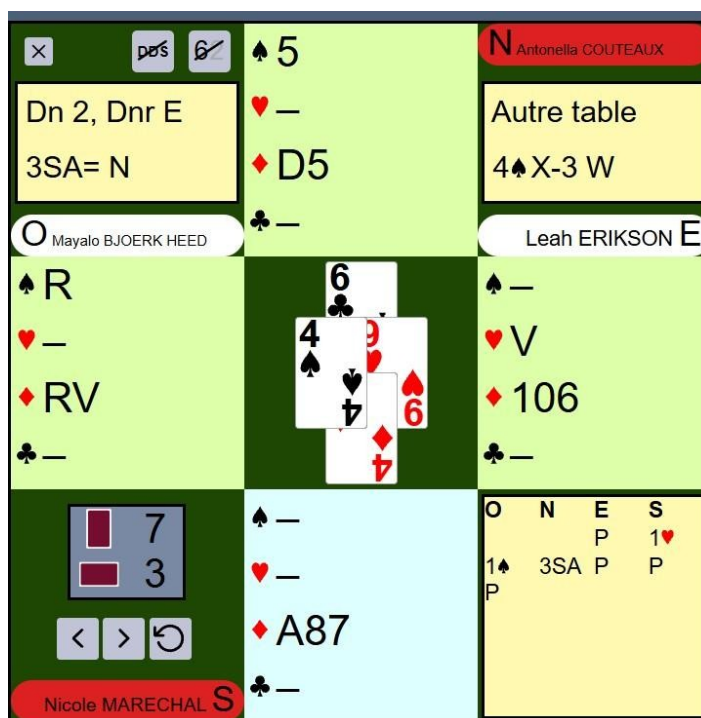 ×
DDS
62
♠ 5
♥ –
♦ D5
♣ –
N Antonella COUTEAUX
Dn 2, Dnr E
3SA= N
Autre table
4♠X-3 W
O Mayalo BJOERK HEED
Leah ERIKSON E
♠ R
♥ –
♦ RV
♣ –
6♣
4♠
9♥
4♦
♠ –
♥ V
♦ 106
♣ –
7
3
< >
Nicole MARECHAL S
♠ –
♥ –
♦ A87
♣ –
O N E S
P 1♥
1♠ 3SA P P
P